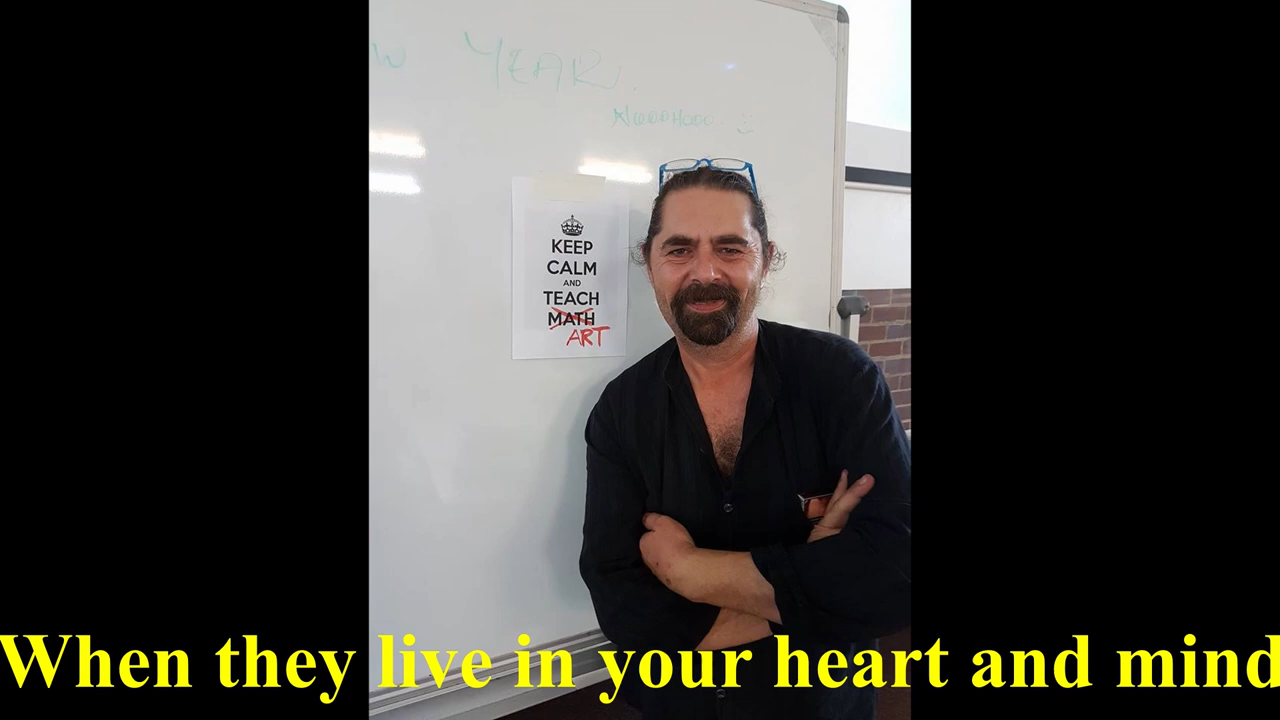 YEAR
KEEP
CALM
AND
TEACH
MATH
ART
When they live in your heart and mind